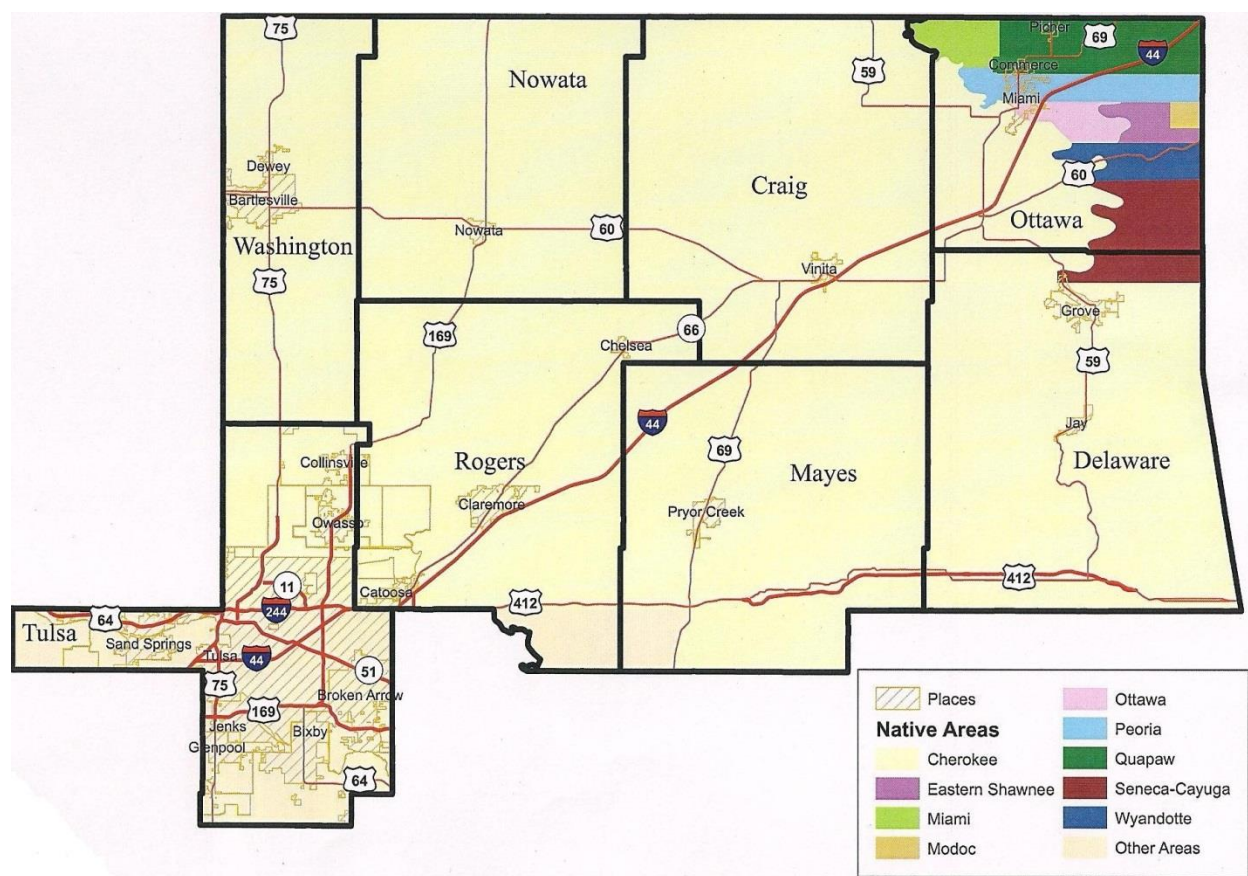 75
Nowata
59
Picher
69
44
Commerce
Miami
Dewey
Bartlesville
Craig
60
Nowata
60
Ottawa
Washington
75
Vinita
Grove
169
66
Chelsea
59
44
Jay
69
Collinsville
Rogers
Mayes
Delaware
Claremore
Pryor Creek
Owasso
11
Catoosa
412
412
244
64
Tulsa
Sand Springs
Tulsa
44
51
75
Broken Arrow
169
Jenks
Bixby
Glenpool
64
Places
Native Areas
Cherokee
Eastern Shawnee
Miami
Modoc
Ottawa
Peoria
Quapaw
Seneca-Cayuga
Wyandotte
Other Areas